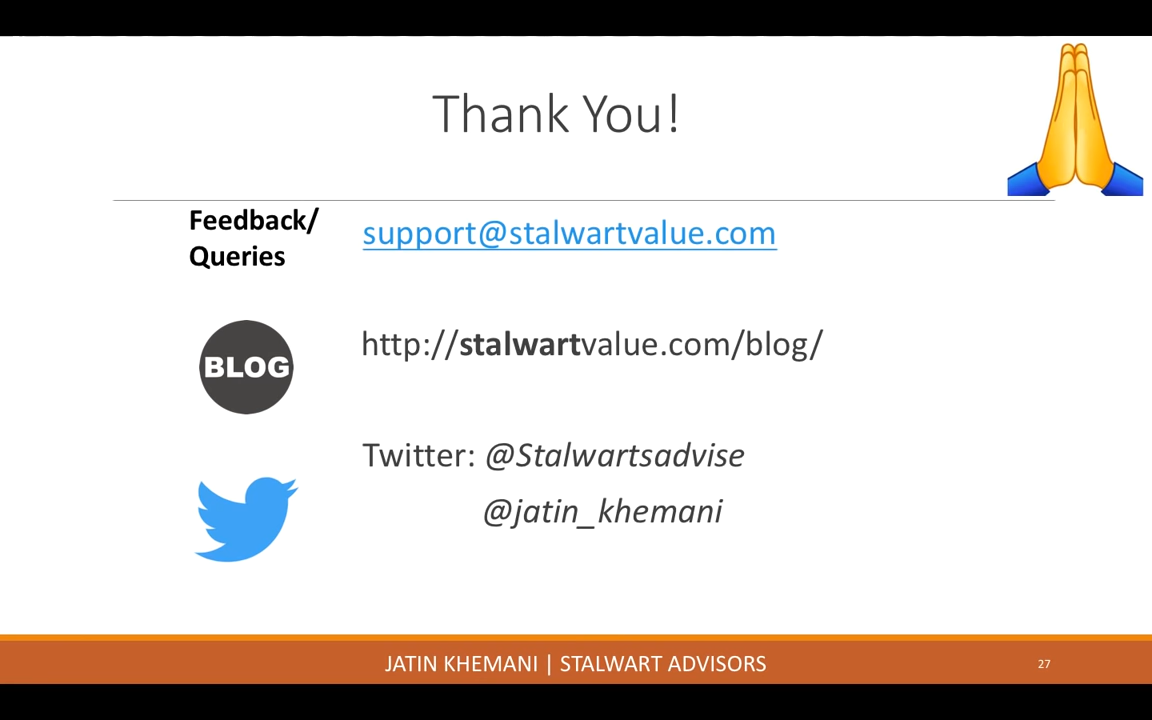 Thank You!
Feedback/
Queries
support@stalwartvalue.com
BLOG
http://stalwartvalue.com/blog/
Twitter: @Stalwartsadvise
@jatin_khemani
JATIN KHEMANI | STALWART ADVISORS
27